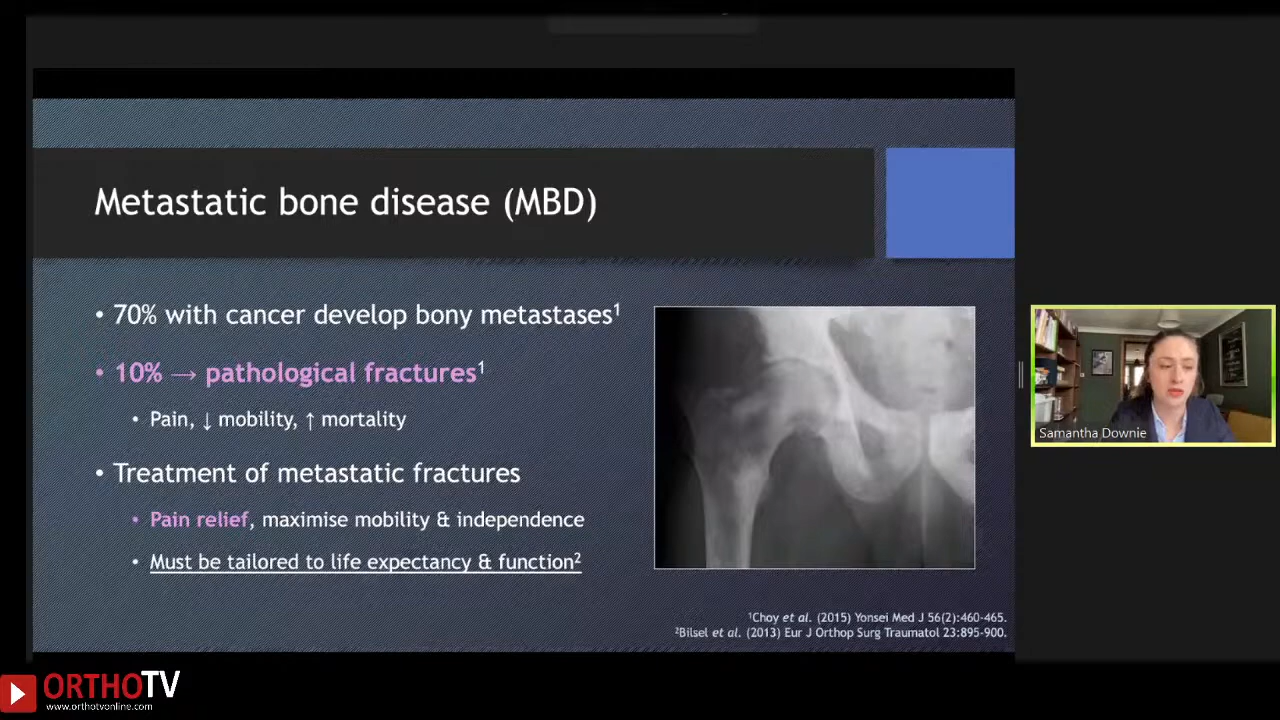 Metastatic bone disease (MBD)
• 70% with cancer develop bony metastases¹
• 10% → pathological fractures¹
• Pain, ↓ mobility, ↑ mortality
• Treatment of metastatic fractures
• Pain relief, maximise mobility & independence
• Must be tailored to life expectancy & function²
¹Choy et al. (2015) Yonsei Med J 56(2):460-465.
²Bilsel et al. (2013) Eur J Orthop Surg Traumatol 23:895-900.
Samantha Downie
ORTHOTV
www.orthotvonline.com